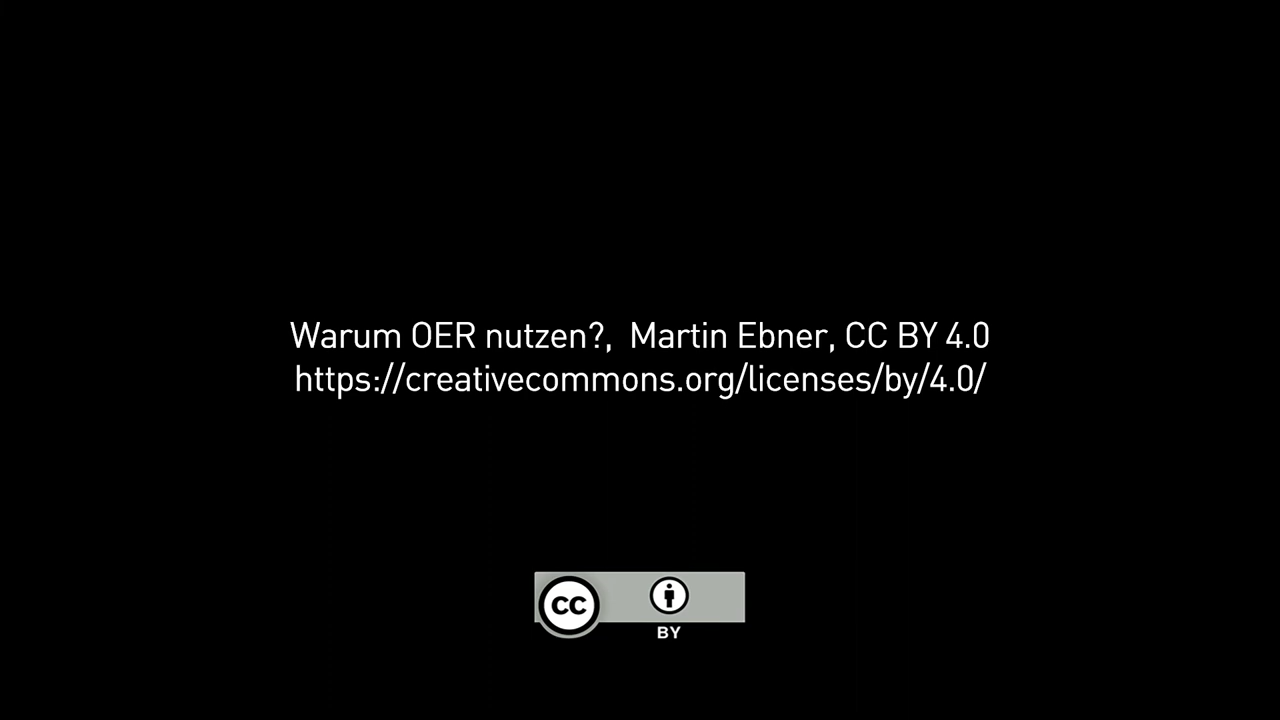 Warum OER nutzen?, Martin Ebner, CC BY 4.0
https://creativecommons.org/licenses/by/4.0/
CC
BY